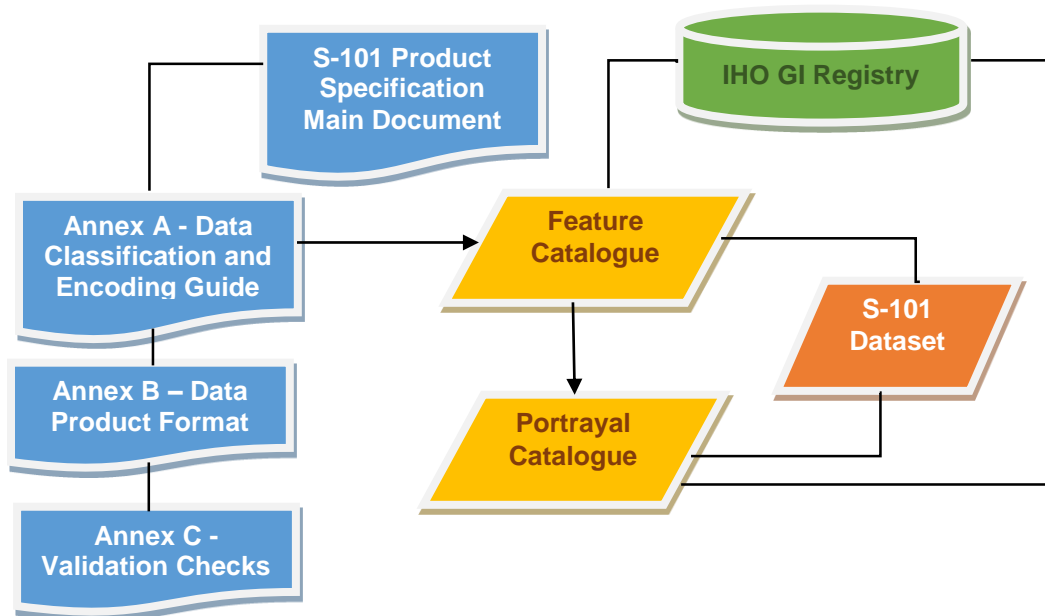 S-101 Product
Specification
Main Document
IHO GI Registry
Annex A - Data
Classification and
Encoding Guide
Feature
Catalogue
S-101
Dataset
Annex B – Data
Product Format
Portrayal
Catalogue
Annex C -
Validation Checks